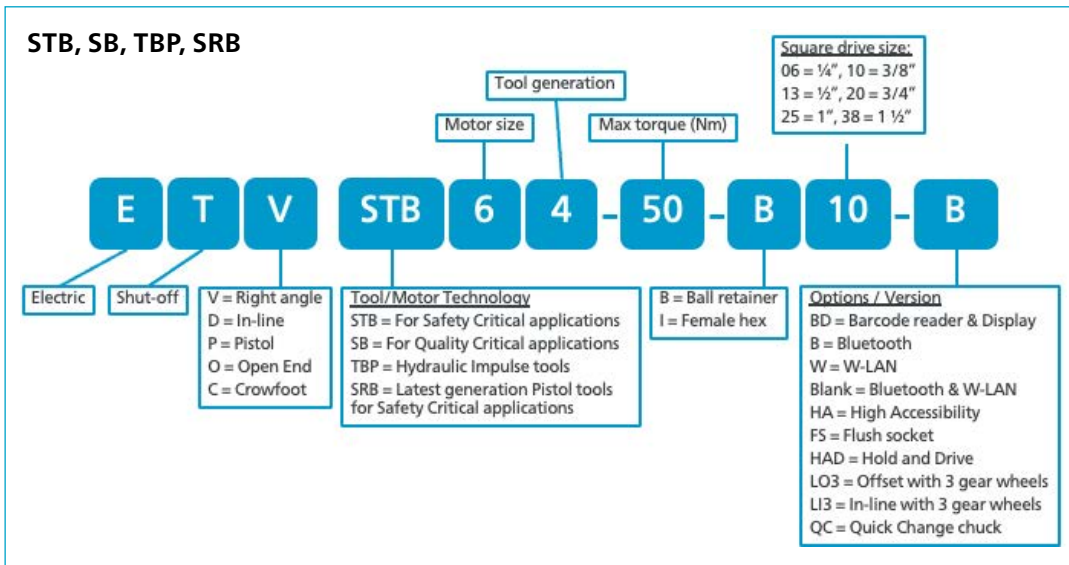 STB, SB, TBP, SRB
Square drive size:
06 = ¼”, 10 = 3/8”
13 = ½”, 20 = 3/4”
25 = 1”, 38 = 1 ½”
Tool generation
Motor size
Max torque (Nm)
E T V STB 6 4 – 50 – B 10 – B
Electric
Shut-off
V = Right angle
D = In-line
P = Pistol
O = Open End
C = Crowfoot
Tool/Motor Technology
STB = For Safety Critical applications
SB = For Quality Critical applications
TBP = Hydraulic Impulse tools
SRB = Latest generation Pistol tools
for Safety Critical applications
B = Ball retainer
I = Female hex
Options / Version
BD = Barcode reader & Display
B = Bluetooth
W = W-LAN
Blank = Bluetooth & W-LAN
HA = High Accessibility
FS = Flush socket
HAD = Hold and Drive
LO3 = Offset with 3 gear wheels
LI3 = In-line with 3 gear wheels
QC = Quick Change chuck